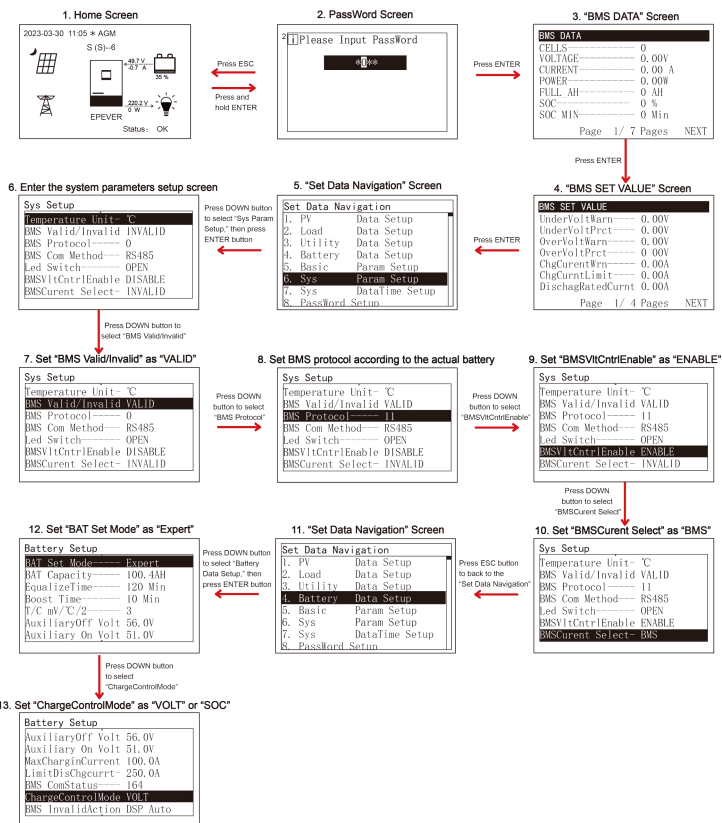 1. Home Screen
2023-03-30 11:05 ☀ AGM
S (S)--6
49.7 V
-0.7 A
35 %
220.2 V
0 W
EPEVER
Status: OK
Press ESC
Press and
hold ENTER
2. PassWord Screen
2 i Please Input PassWord
*0**
Press ENTER
3. “BMS DATA” Screen
BMS DATA
CELLS------------- 0
VOLTAGE----------- 0.00V
CURRENT----------- 0.00 A
POWER------------- 0.00W
FULL AH----------- 0 AH
SOC--------------- 0 %
SOC MIN----------- 0 Min
Page 1/ 7 Pages NEXT
Press ENTER
4. “BMS SET VALUE” Screen
BMS SET VALUE
UnderVoltWarn---- 0.00V
UnderVoltPrct---- 0.00V
OverVoltWarn----- 0.00V
OverVoltPrct----- 0.00V
ChgCurentWrn---- 0.00A
ChgCurntLimit---- 0.00A
DischagRatedCurnt 0.00A
Page 1/ 4 Pages NEXT
Press ENTER
5. “Set Data Navigation” Screen
Set Data Navigation
1. PV Data Setup
2. Load Data Setup
3. Utility Data Setup
4. Battery Data Setup
5. Basic Param Setup
6. Sys Param Setup
7. Sys DataTime Setup
8. PassWord Setup
Press DOWN button
to select “Sys Param
Setup,” then press
ENTER button
6. Enter the system parameters setup screen
Sys Setup
Temperature Unit- ℃
BMS Valid/Invalid INVALID
BMS Protocol----- 0
BMS Com Method--- RS485
Led Switch------- OPEN
BMSVltCntrlEnable DISABLE
BMSCurent Select- INVALID
Press DOWN button to
select “BMS Valid/Invalid”
7. Set “BMS Valid/Invalid” as “VALID”
Sys Setup
Temperature Unit- ℃
BMS Valid/Invalid VALID
BMS Protocol----- 0
BMS Com Method--- RS485
Led Switch------- OPEN
BMSVltCntrlEnable DISABLE
BMSCurent Select- INVALID
Press DOWN
button to select
“BMS Protocol”
8. Set BMS protocol according to the actual battery
Sys Setup
Temperature Unit- ℃
BMS Valid/Invalid VALID
BMS Protocol----- 11
BMS Com Method--- RS485
Led Switch------- OPEN
BMSVltCntrlEnable DISABLE
BMSCurent Select- INVALID
Press DOWN
button to select
“BMSVltCntrlEnable”
9. Set “BMSVltCntrlEnable” as “ENABLE”
Sys Setup
Temperature Unit- ℃
BMS Valid/Invalid VALID
BMS Protocol----- 11
BMS Com Method--- RS485
Led Switch------- OPEN
BMSVltCntrlEnable ENABLE
BMSCurent Select- INVALID
Press DOWN
button to select
“BMSCurent Select”
10. Set “BMSCurent Select” as “BMS”
Sys Setup
Temperature Unit- ℃
BMS Valid/Invalid VALID
BMS Protocol----- 11
BMS Com Method--- RS485
Led Switch------- OPEN
BMSVltCntrlEnable ENABLE
BMSCurent Select- BMS
Press ESC button
to back to the
“Set Data Navigation”
11. “Set Data Navigation” Screen
Set Data Navigation
1. PV Data Setup
2. Load Data Setup
3. Utility Data Setup
4. Battery Data Setup
5. Basic Param Setup
6. Sys Param Setup
7. Sys DataTime Setup
8. PassWord Setup
Press DOWN button
to select “Battery
Data Setup,” then
press ENTER button
12. Set “BAT Set Mode” as “Expert”
Battery Setup
BAT Set Mode----- Expert
BAT Capacity----- 100.4AH
EqualizeTime----- 120 Min
Boost Time------- 10 Min
T/C mV/℃/2------ 3
AuxiliaryOff Volt 56.0V
Auxiliary On Volt 51.0V
Press DOWN button
to select
“ChargeControlMode”
13. Set “ChargeControlMode” as “VOLT” or “SOC”
Battery Setup
AuxiliaryOff Volt 56.0V
Auxiliary On Volt 51.0V
MaxCharginCurrent 100.0A
LimitDisChgcurrt- 250.0A
BMS ComStatus---- 164
ChargeControlMode VOLT
BMS InvalidAction DSP Auto